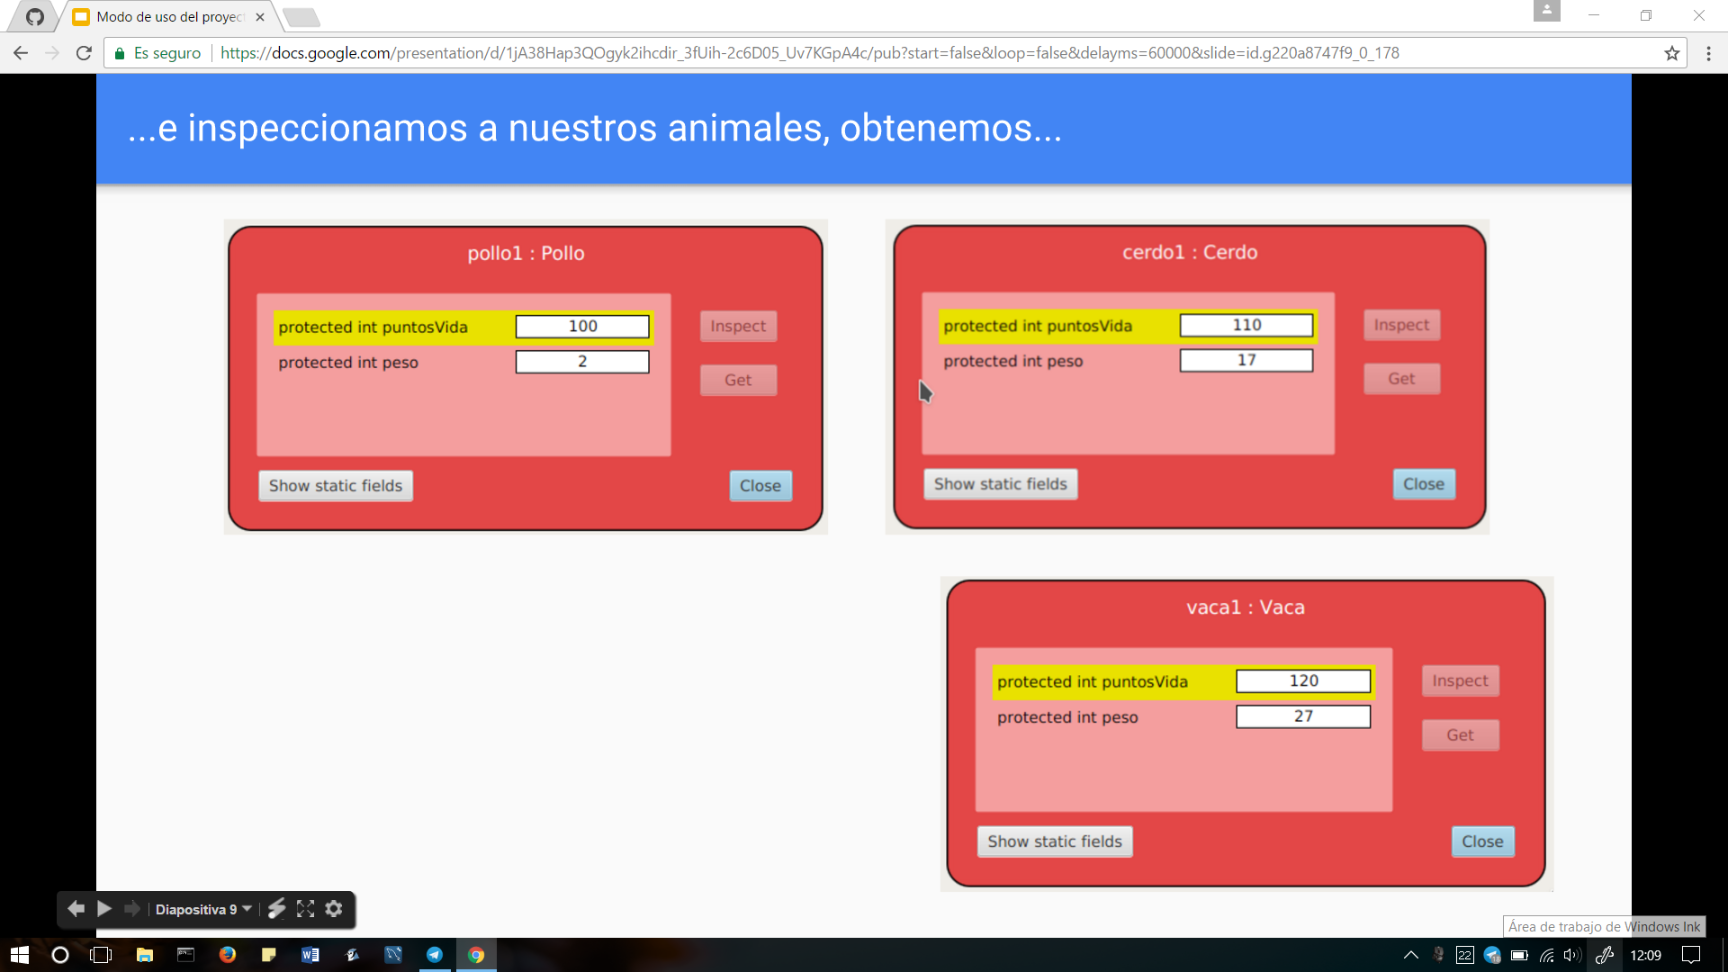 Modo de uso del proyec
Es seguro
https://docs.google.com/presentation/d/1jA38Hap3QOgyk2ihcdir_3fUih-2c6D05_Uv7KGpA4c/pub?start=false&loop=false&delayms=60000&slide=id.g220a8747f9_0_178
...e inspeccionamos a nuestros animales, obtenemos...
pollo1 : Pollo
protected int puntosVida 100
protected int peso 2
Inspect
Get
Show static fields
Close
cerdo1 : Cerdo
protected int puntosVida 110
protected int peso 17
Inspect
Get
Show static fields
Close
vaca1 : Vaca
protected int puntosVida 120
protected int peso 27
Inspect
Get
Show static fields
Close
Diapositiva 9
Área de trabajo de Windows Ink
22
12:09